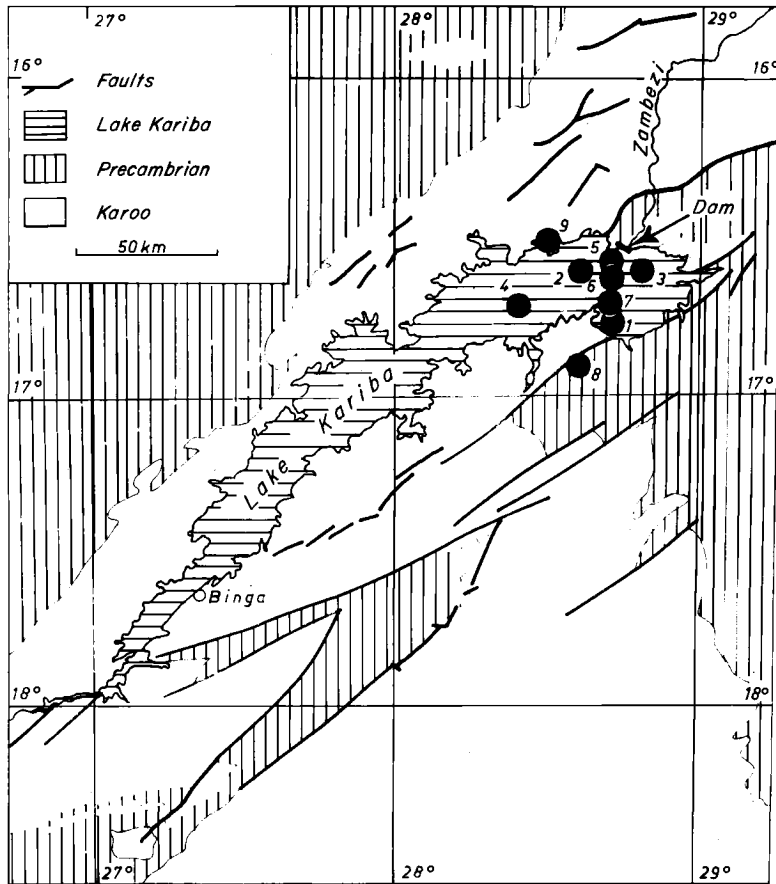 27° 28° 29°
16° 16°
Faults
Lake Kariba
Precambrian
Karoo
50 km
Zambezi
Dam
9
5
2 3
6
4 7
1
8
17° 17°
Lake Kariba
Binga
18° 18°
27° 28° 29°